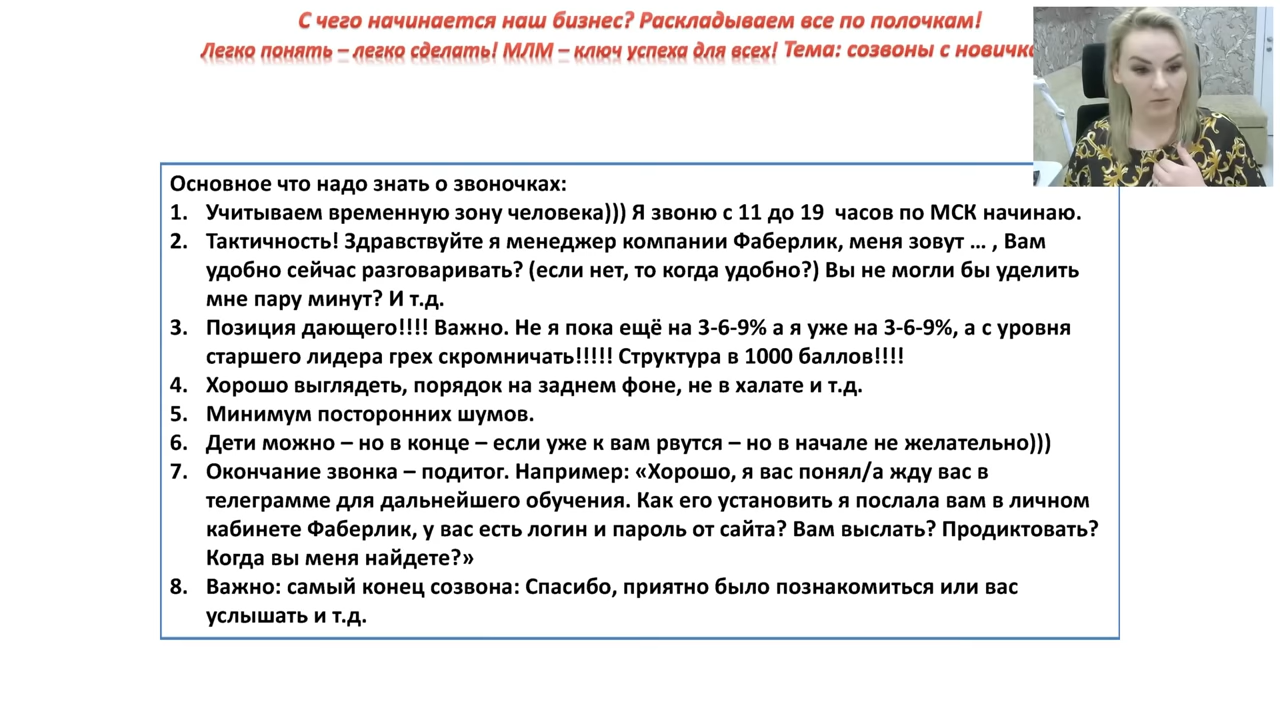 С чего начинается наш бизнес? Раскладываем все по полочкам!
Легко понять – легко сделать! МЛМ – ключ успеха для всех! Тема: созвоны с
Основное что надо знать о звоночках:
1. Учитываем временную зону человека))) Я звоню с 11 до 19 часов по МСК начинаю.
2. Тактичность! Здравствуйте я менеджер компании Фаберлик, меня зовут … , Вам
удобно сейчас разговаривать? (если нет, то когда удобно?) Вы не могли бы уделить
мне пару минут? И т.д.
3. Позиция дающего!!!! Важно. Не я пока ещё на 3-6-9% а я уже на 3-6-9%, а с уровня
старшего лидера грех скромничать!!!!! Структура в 1000 баллов!!!!
4. Хорошо выглядеть, порядок на заднем фоне, не в халате и т.д.
5. Минимум посторонних шумов.
6. Дети можно – но в конце – если уже к вам рвутся – но в начале не желательно)))
7. Окончание звонка – подитог. Например: «Хорошо, я вас понял/а жду вас в
телеграмме для дальнейшего обучения. Как его установить я послала вам в личном
кабинете Фаберлик, у вас есть логин и пароль от сайта? Вам выслать? Продиктовать?
Когда вы меня найдете?»
8. Важно: самый конец созвона: Спасибо, приятно было познакомиться или вас
услышать и т.д.